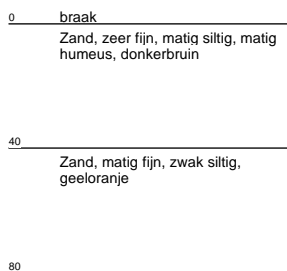 0 braak
Zand, zeer fijn, matig siltig, matig
humeus, donkerbruin
40
Zand, matig fijn, zwak siltig,
geeloranje
80